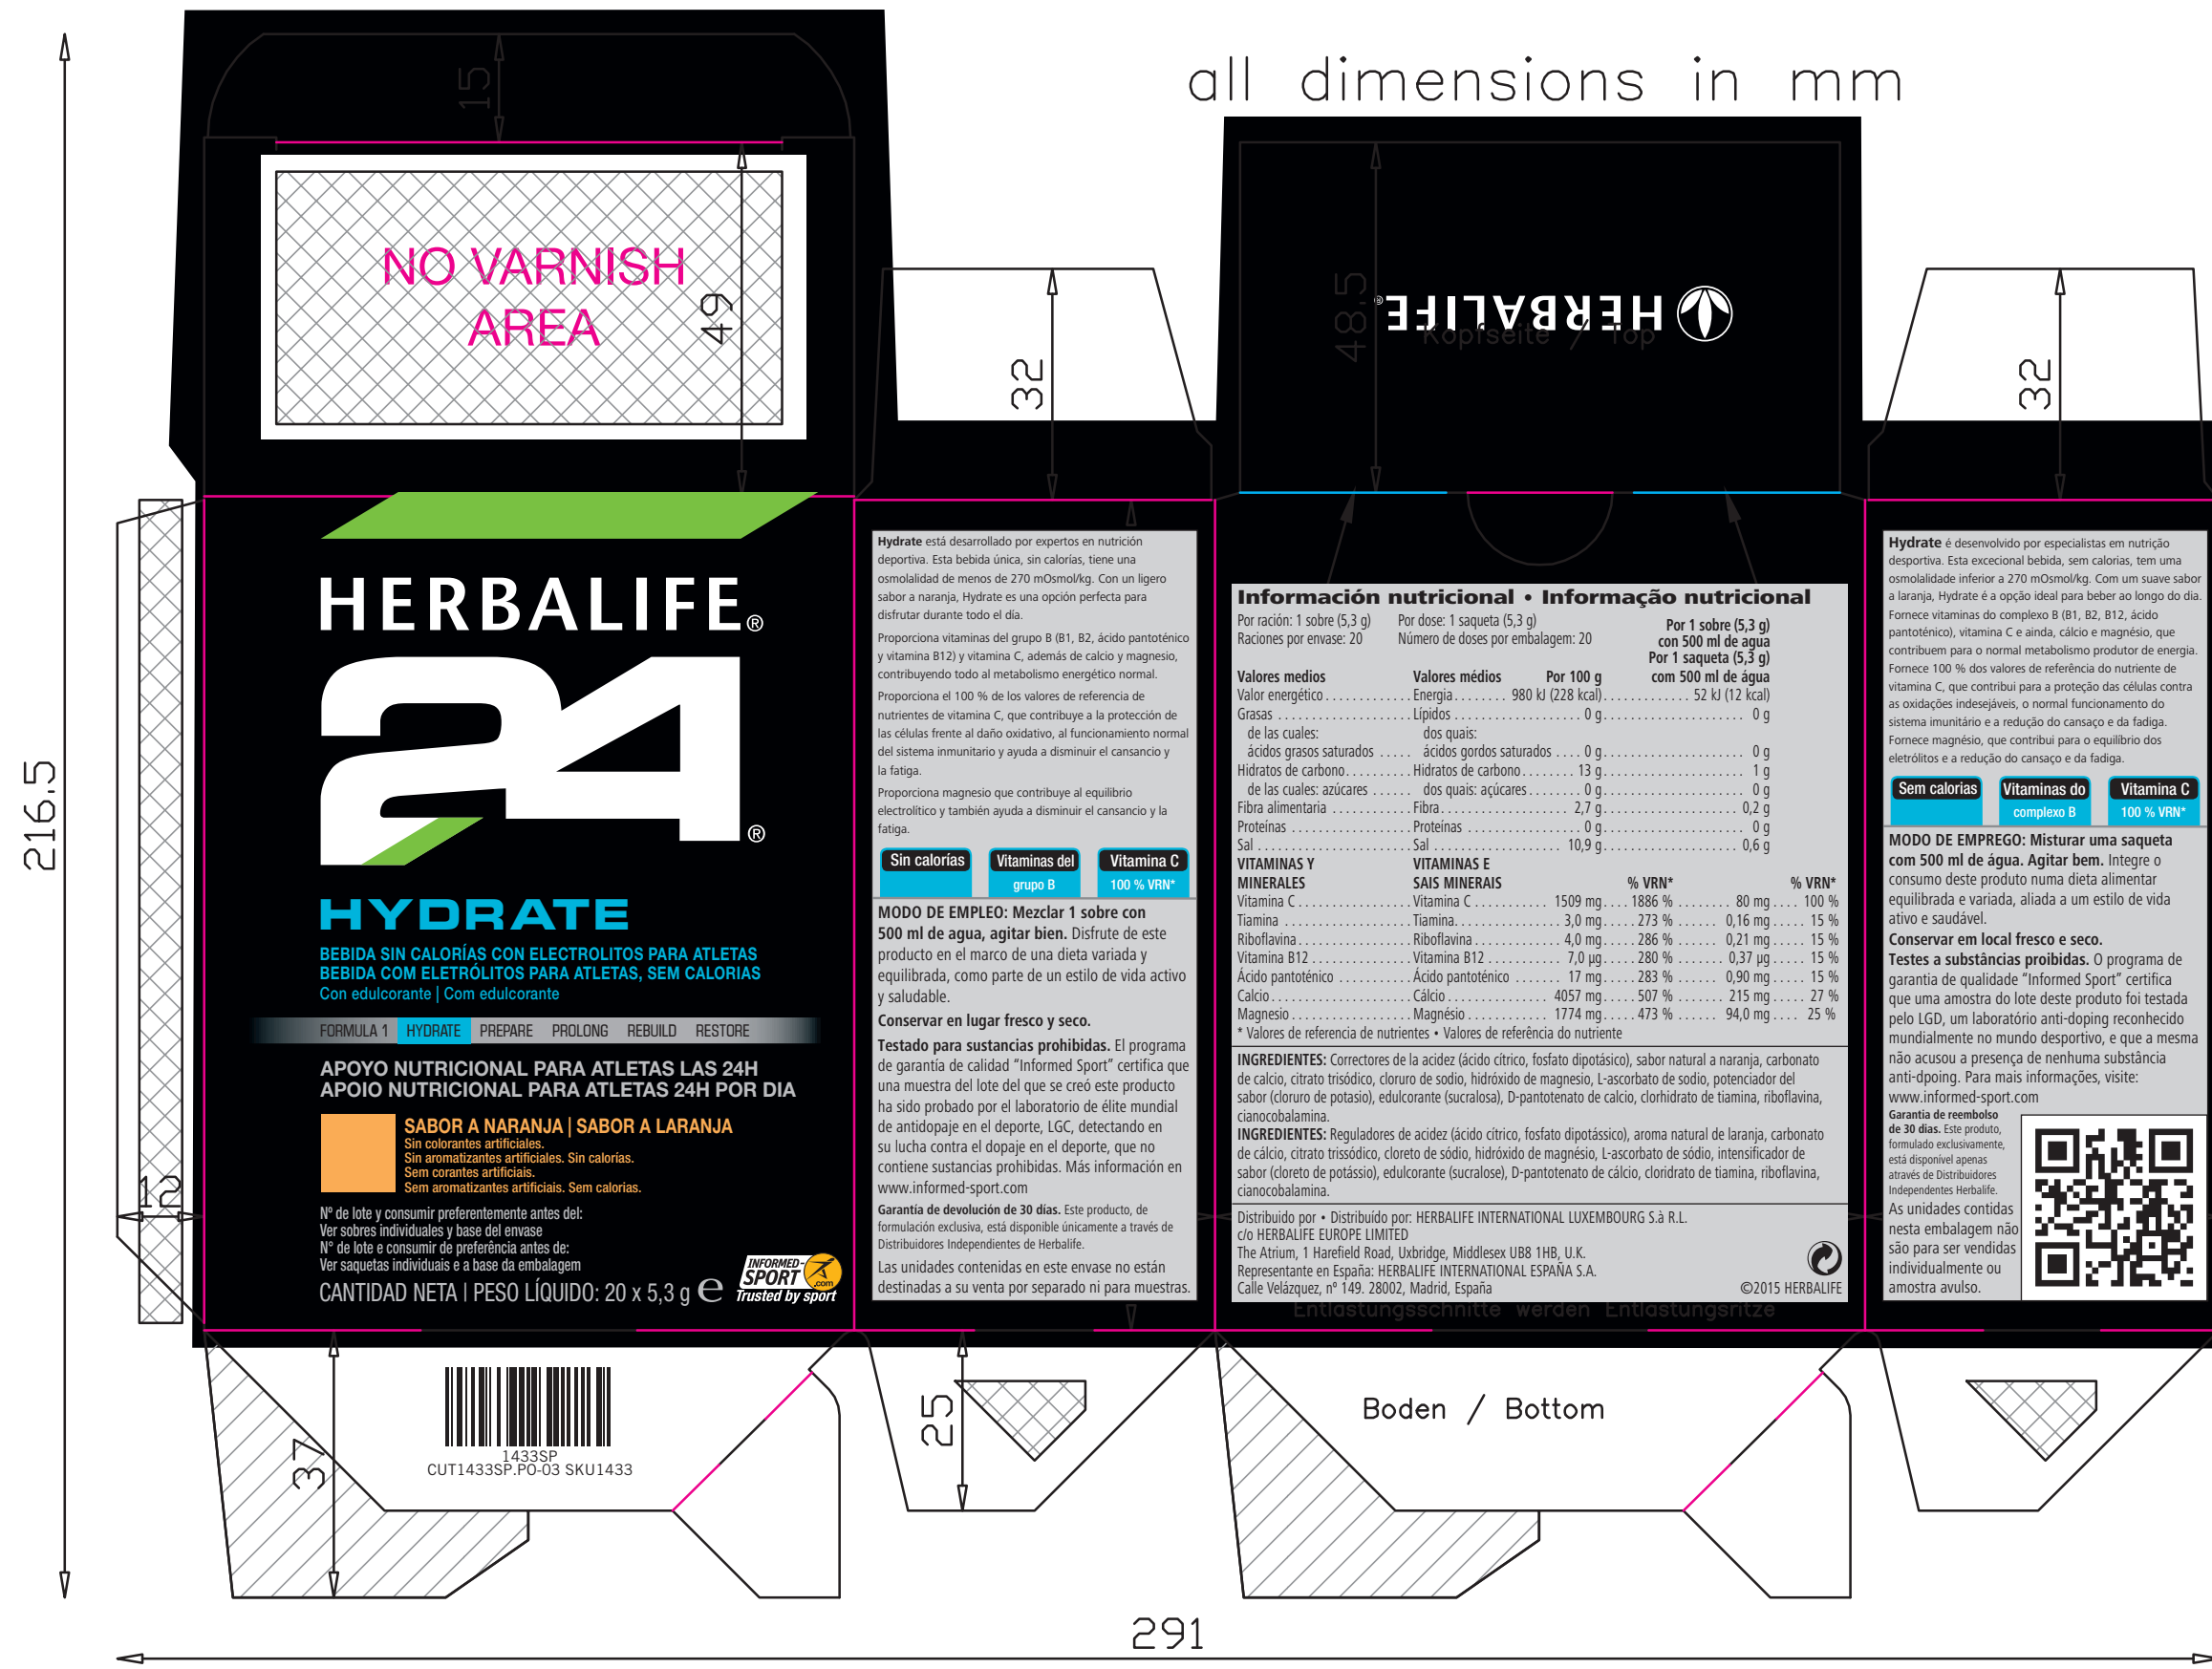 all dimensions in mm
15
NO VARNISH
AREA
49
32
48.5
HERBALIFE®
Kopfseite / Top
32
216.5
12
HERBALIFE®
24®
HYDRATE
BEBIDA SIN CALORÍAS CON ELECTROLITOS PARA ATLETAS
BEBIDA COM ELETRÓLITOS PARA ATLETAS, SEM CALORIAS
Con edulcorante | Com edulcorante
FORMULA 1 HYDRATE PREPARE PROLONG REBUILD RESTORE
APOYO NUTRICIONAL PARA ATLETAS LAS 24H
APOIO NUTRICIONAL PARA ATLETAS 24H POR DIA
SABOR A NARANJA | SABOR A LARANJA
Sin colorantes artificiales.
Sin aromatizantes artificiales. Sin calorías.
Sem corantes artificiais.
Sem aromatizantes artificiais. Sem calorias.
Nº de lote y consumir preferentemente antes del:
Ver sobres individuales y base del envase
N° de lote e consumir de preferência antes de:
Ver saquetas individuais e a base da embalagem
CANTIDAD NETA | PESO LÍQUIDO: 20 x 5,3 g e
INFORMED-
SPORT
.com
Trusted by sport
Hydrate está desarrollado por expertos en nutrición
deportiva. Esta bebida única, sin calorías, tiene una
osmolalidad de menos de 270 mOsmol/kg. Con un ligero
sabor a naranja, Hydrate es una opción perfecta para
disfrutar durante todo el día.
Proporciona vitaminas del grupo B (B1, B2, ácido pantoténico
y vitamina B12) y vitamina C, además de calcio y magnesio,
contribuyendo todo al metabolismo energético normal.
Proporciona el 100 % de los valores de referencia de
nutrientes de vitamina C, que contribuye a la protección de
las células frente al daño oxidativo, al funcionamiento normal
del sistema inmunitario y ayuda a disminuir el cansancio y
la fatiga.
Proporciona magnesio que contribuye al equilibrio
electrolítico y también ayuda a disminuir el cansancio y la
fatiga.
Sin calorías
Vitaminas del
grupo B
Vitamina C
100 % VRN*
MODO DE EMPLEO: Mezclar 1 sobre con
500 ml de agua, agitar bien. Disfrute de este
producto en el marco de una dieta variada y
equilibrada, como parte de un estilo de vida activo
y saludable.
Conservar en lugar fresco y seco.
Testado para sustancias prohibidas. El programa
de garantía de calidad “Informed Sport” certifica que
una muestra del lote del que se creó este producto
ha sido probado por el laboratorio de élite mundial
de antidopaje en el deporte, LGC, detectando en
su lucha contra el dopaje en el deporte, que no
contiene sustancias prohibidas. Más información en
www.informed-sport.com
Garantía de devolución de 30 días. Este producto, de
formulación exclusiva, está disponible únicamente a través de
Distribuidores Independientes de Herbalife.
Las unidades contenidas en este envase no están
destinadas a su venta por separado ni para muestras.
Información nutricional • Informação nutricional
Por ración: 1 sobre (5,3 g) Por dose: 1 saqueta (5,3 g)
Raciones por envase: 20 Número de doses por embalagem: 20
Por 1 sobre (5,3 g)
con 500 ml de agua
Por 1 saqueta (5,3 g)
Valores medios Valores médios Por 100 g com 500 ml de água
Valor energético Energia 980 kJ (228 kcal) 52 kJ (12 kcal)
Grasas Lípidos 0 g 0 g
de las cuales: dos quais:
ácidos grasos saturados ácidos gordos saturados 0 g 0 g
Hidratos de carbono Hidratos de carbono 13 g 1 g
de las cuales: azúcares dos quais: açúcares 0 g 0 g
Fibra alimentaria Fibra 2,7 g 0,2 g
Proteínas Proteínas 0 g 0 g
Sal Sal 10,9 g 0,6 g
VITAMINAS Y VITAMINAS E
MINERALES SAIS MINERAIS % VRN* % VRN*
Vitamina C Vitamina C 1509 mg 1886 % 80 mg 100 %
Tiamina Tiamina 3,0 mg 273 % 0,16 mg 15 %
Riboflavina Riboflavina 4,0 mg 286 % 0,21 mg 15 %
Vitamina B12 Vitamina B12 7,0 µg 280 % 0,37 µg 15 %
Ácido pantoténico Ácido pantoténico 17 mg 283 % 0,90 mg 15 %
Calcio Cálcio 4057 mg 507 % 215 mg 27 %
Magnesio Magnésio 1774 mg 473 % 94,0 mg 25 %
* Valores de referencia de nutrientes • Valores de referência do nutriente
INGREDIENTES: Correctores de la acidez (ácido cítrico, fosfato dipotásico), sabor natural a naranja, carbonato
de calcio, citrato trisódico, cloruro de sodio, hidróxido de magnesio, L-ascorbato de sodio, potenciador del
sabor (cloruro de potasio), edulcorante (sucralosa), D-pantotenato de calcio, clorhidrato de tiamina, riboflavina,
cianocobalamina.
INGREDIENTES: Reguladores de acidez (ácido cítrico, fosfato dipotássico), aroma natural de laranja, carbonato
de cálcio, citrato trissódico, cloreto de sódio, hidróxido de magnésio, L-ascorbato de sódio, intensificador de
sabor (cloreto de potássio), edulcorante (sucralose), D-pantotenato de cálcio, cloridrato de tiamina, riboflavina,
cianocobalamina.
Distribuido por • Distribuído por: HERBALIFE INTERNATIONAL LUXEMBOURG S.à R.L.
c/o HERBALIFE EUROPE LIMITED
The Atrium, 1 Harefield Road, Uxbridge, Middlesex UB8 1HB, U.K.
Representante en España: HERBALIFE INTERNATIONAL ESPAÑA S.A.
Calle Velázquez, nº 149. 28002, Madrid, España
©2015 HERBALIFE
Entlastungsschnitte werden Entlastungsritze
Hydrate é desenvolvido por especialistas em nutrição
desportiva. Esta excecional bebida, sem calorias, tem uma
osmolalidade inferior a 270 mOsmol/kg. Com um suave sabor
a laranja, Hydrate é a opção ideal para beber ao longo do dia.
Fornece vitaminas do complexo B (B1, B2, B12, ácido
pantoténico), vitamina C e ainda, cálcio e magnésio, que
contribuem para o normal metabolismo produtor de energia.
Fornece 100 % dos valores de referência do nutriente de
vitamina C, que contribui para a proteção das células contra
as oxidações indesejáveis, o normal funcionamento do
sistema imunitário e a redução do cansaço e da fadiga.
Fornece magnésio, que contribui para o equilíbrio dos
eletrólitos e a redução do cansaço e da fadiga.
Sem calorias
Vitaminas do
complexo B
Vitamina C
100 % VRN*
MODO DE EMPREGO: Misturar uma saqueta
com 500 ml de água. Agitar bem. Integre o
consumo deste produto numa dieta alimentar
equilibrada e variada, aliada a um estilo de vida
ativo e saudável.
Conservar em local fresco e seco.
Testes a substâncias proibidas. O programa de
garantia de qualidade “Informed Sport” certifica
que uma amostra do lote deste produto foi testada
pelo LGD, um laboratório anti-doping reconhecido
mundialmente no mundo desportivo, e que a mesma
não acusou a presença de nenhuma substância
anti-dpoing. Para mais informações, visite:
www.informed-sport.com
Garantia de reembolso
de 30 dias. Este produto,
formulado exclusivamente,
está disponível apenas
através de Distribuidores
Independentes Herbalife.
As unidades contidas
nesta embalagem não
são para ser vendidas
individualmente ou
amostra avulso.
37
1433SP
CUT1433SP.PO-03 SKU1433
25
Boden / Bottom
291